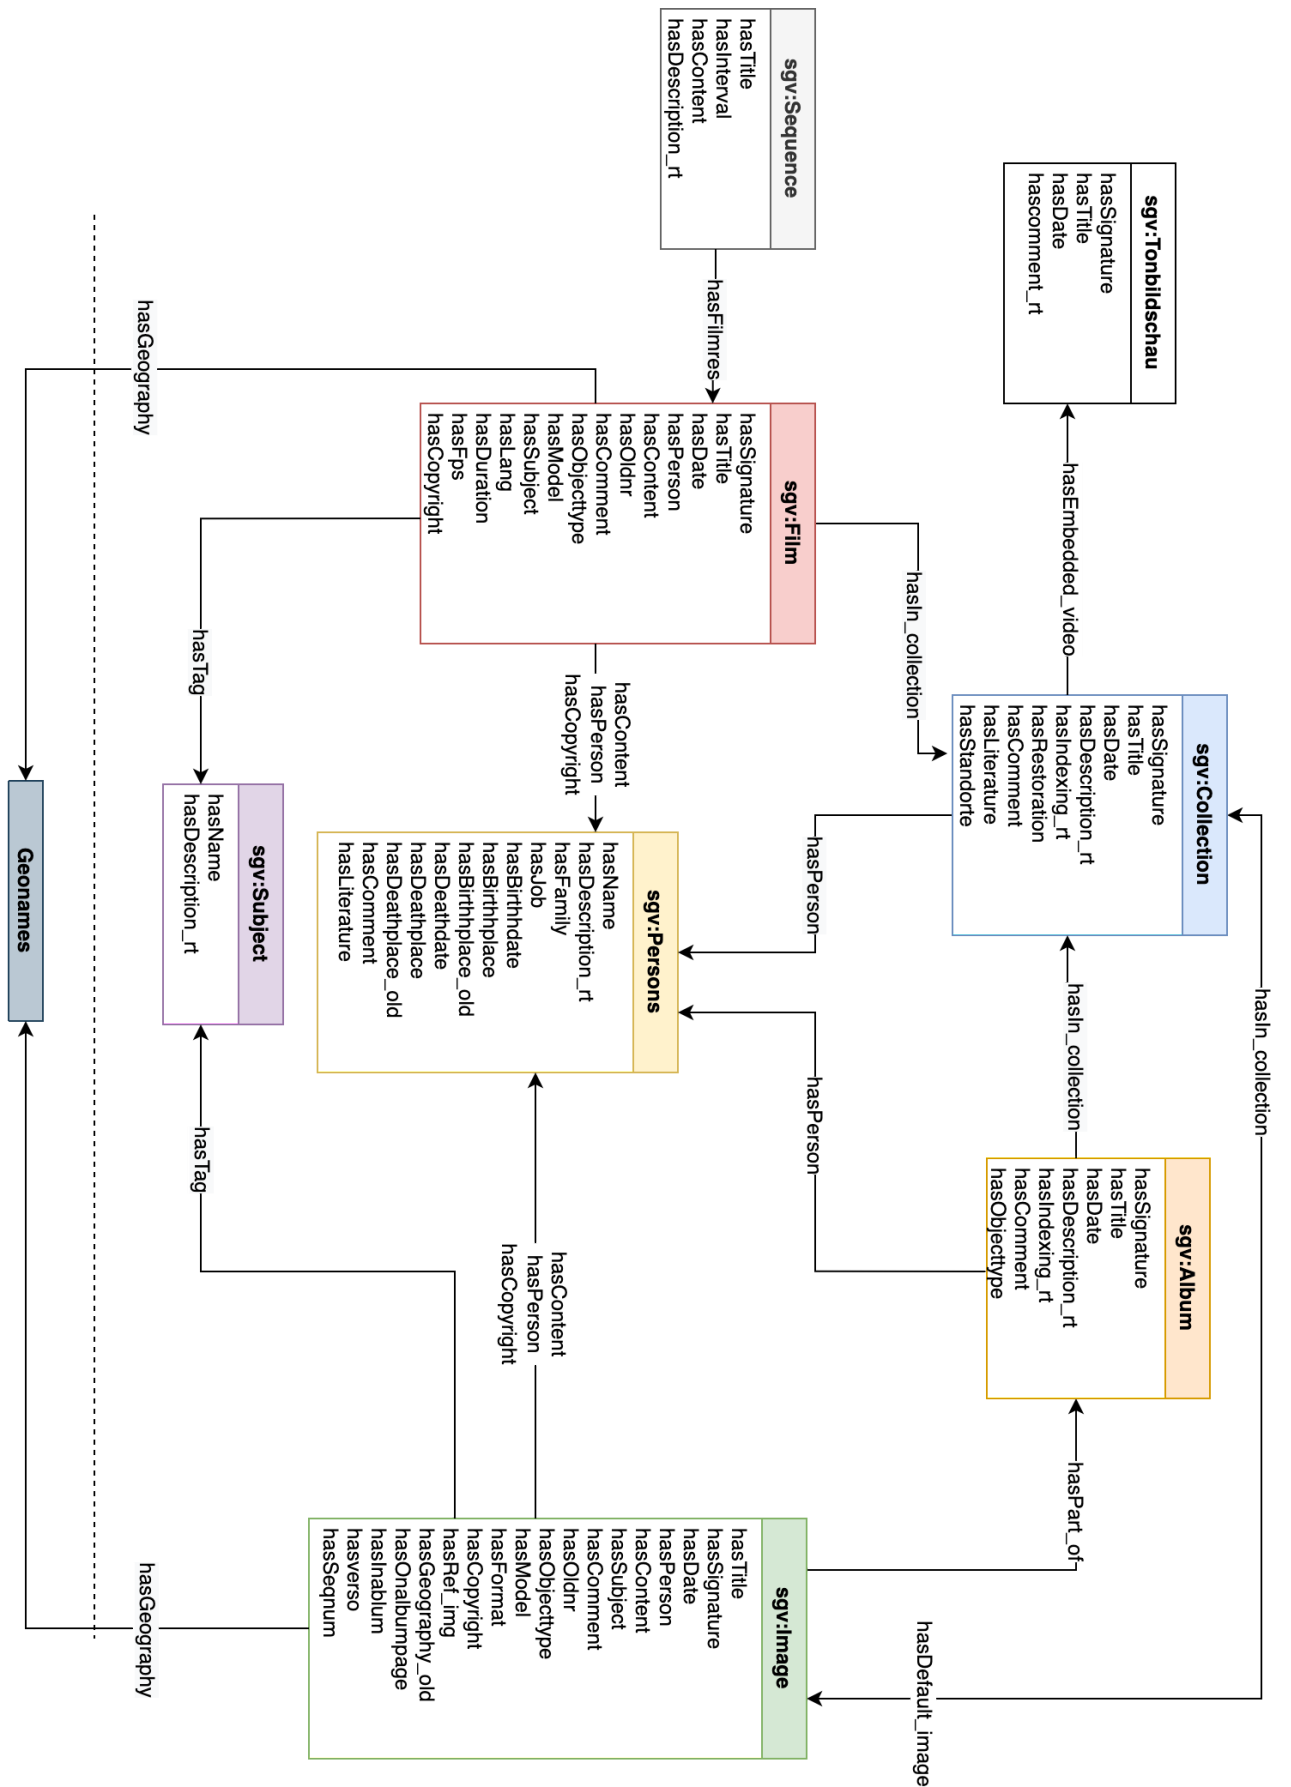 sgv:Tonbildschau
hasSignature
hasTitle
hasDate
hascomment_rt
hasEmbedded_video
sgv:Collection
hasSignature
hasTitle
hasDate
hasDescription_rt
hasIndexing_rt
hasRestoration
hasComment
hasLiterature
hasStandorte
hasIn_collection
hasIn_collection
sgv:Album
hasSignature
hasTitle
hasDate
hasDescription_rt
hasIndexing_rt
hasComment
hasObjecttype
hasPart_of
hasDefault_image
hasIn_collection
hasPerson
hasPerson
sgv:Sequence
hasTitle
hasInterval
hasContent
hasDescription_rt
hasFilmres
sgv:Film
hasSignature
hasTitle
hasDate
hasPerson
hasContent
hasOldnr
hasComment
hasObjecttype
hasModel
hasSubject
hasLang
hasDuration
hasFps
hasCopyright
hasContent
hasPerson
hasCopyright
sgv:Persons
hasName
hasDescription_rt
hasFamily
hasJob
hasBirthhdate
hasBirthhplace
hasBirthhplace_old
hasDeathdate
hasDeathplace
hasDeathplace_old
hasComment
hasLiterature
hasContent
hasPerson
hasCopyright
sgv:Image
hasTitle
hasSignature
hasDate
hasPerson
hasContent
hasSubject
hasComment
hasOldnr
hasObjecttype
hasModel
hasFormat
hasCopyright
hasRef_img
hasGeography_old
hasOnalbumpage
hasInablum
hasverso
hasSeqnum
hasTag
sgv:Subject
hasName
hasDescription_rt
hasTag
hasGeography
hasGeography
Geonames